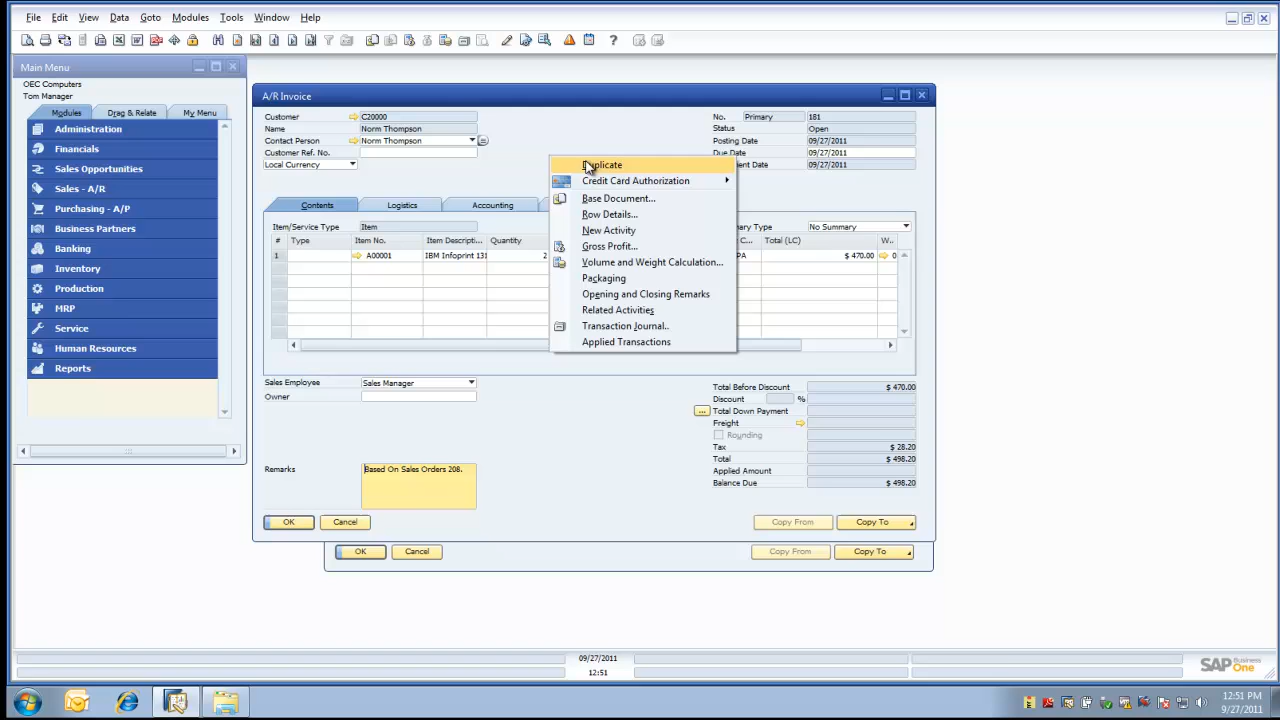 File Edit View Data Goto Modules Tools Window Help
Main Menu
OEC Computers
Tom Manager
Modules Drag & Relate My Menu
Administration
Financials
Sales Opportunities
Sales - A/R
Purchasing - A/P
Business Partners
Banking
Inventory
Production
MRP
Service
Human Resources
Reports
A/R Invoice
Customer C20000
Name Norm Thompson
Contact Person Norm Thompson
Customer Ref. No.
Local Currency
No. Primary 181
Status Open
Posting Date 09/27/2011
Due Date 09/27/2011
ent Date 09/27/2011
Duplicate
Credit Card Authorization
Base Document...
Row Details...
New Activity
Gross Profit...
Volume and Weight Calculation...
Packaging
Opening and Closing Remarks
Related Activities
Transaction Journal..
Applied Transactions
Contents Logistics Accounting
Item/Service Type Item
ary Type No Summary
# Type Item No. Item Descripti... Quantity C... Total (LC) W..
1 A00001 IBM Infoprint 131 2 PA $ 470.00 0
Sales Employee Sales Manager
Owner
Total Before Discount $ 470.00
Discount %
... Total Down Payment
Freight
Rounding
Tax $ 28.20
Total $ 498.20
Applied Amount
Balance Due $ 498.20
Remarks Based On Sales Orders 208.
OK Cancel Copy From Copy To
OK Cancel Copy From Copy To
09/27/2011
12:51
SAP Business One
12:51 PM
9/27/2011